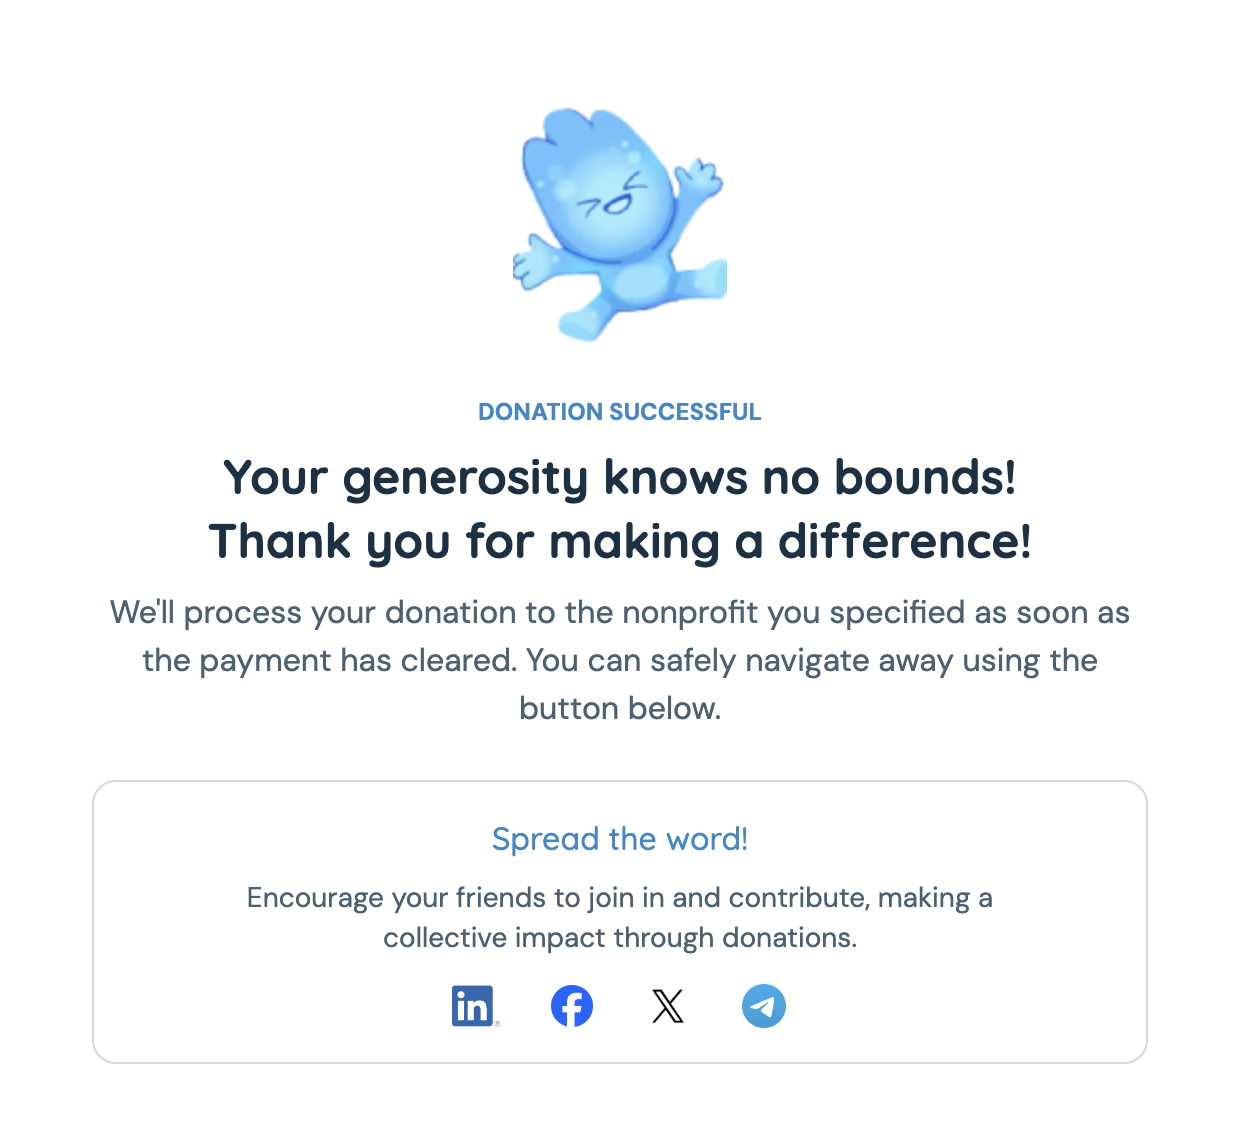 DONATION SUCCESSFUL
Your generosity knows no bounds!
Thank you for making a difference!
We'll process your donation to the nonprofit you specified as soon as
the payment has cleared. You can safely navigate away using the
button below.
Spread the word!
Encourage your friends to join in and contribute, making a
collective impact through donations.
in